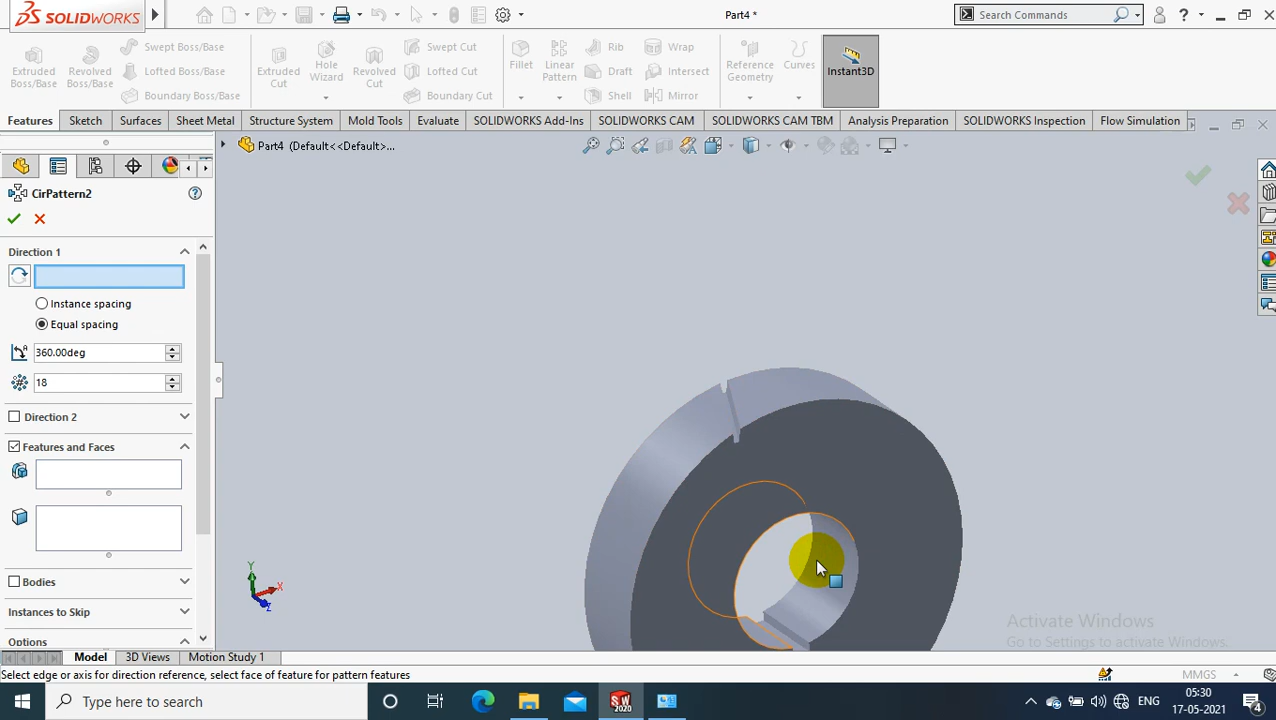 SOLIDWORKS
Part4 *
Search Commands
Extruded Boss/Base
Revolved Boss/Base
Swept Boss/Base
Lofted Boss/Base
Boundary Boss/Base
Extruded Cut
Hole Wizard
Revolved Cut
Swept Cut
Lofted Cut
Boundary Cut
Fillet
Linear Pattern
Rib
Draft
Shell
Wrap
Intersect
Mirror
Reference Geometry
Curves
Instant3D
Features
Sketch
Surfaces
Sheet Metal
Structure System
Mold Tools
Evaluate
SOLIDWORKS Add-Ins
SOLIDWORKS CAM
SOLIDWORKS CAM TBM
Analysis Preparation
SOLIDWORKS Inspection
Flow Simulation
Part4 (Default<<Default>...
CirPattern2
Direction 1
Instance spacing
Equal spacing
360.00deg
18
Direction 2
Features and Faces
Bodies
Instances to Skip
Options
Y
X
Z
Activate Windows
Go to Settings to activate Windows.
Model
3D Views
Motion Study 1
Select edge or axis for direction reference, select face of feature for pattern features
MMGS
Type here to search
SW
2020
ENG
05:30
17-05-2021
4